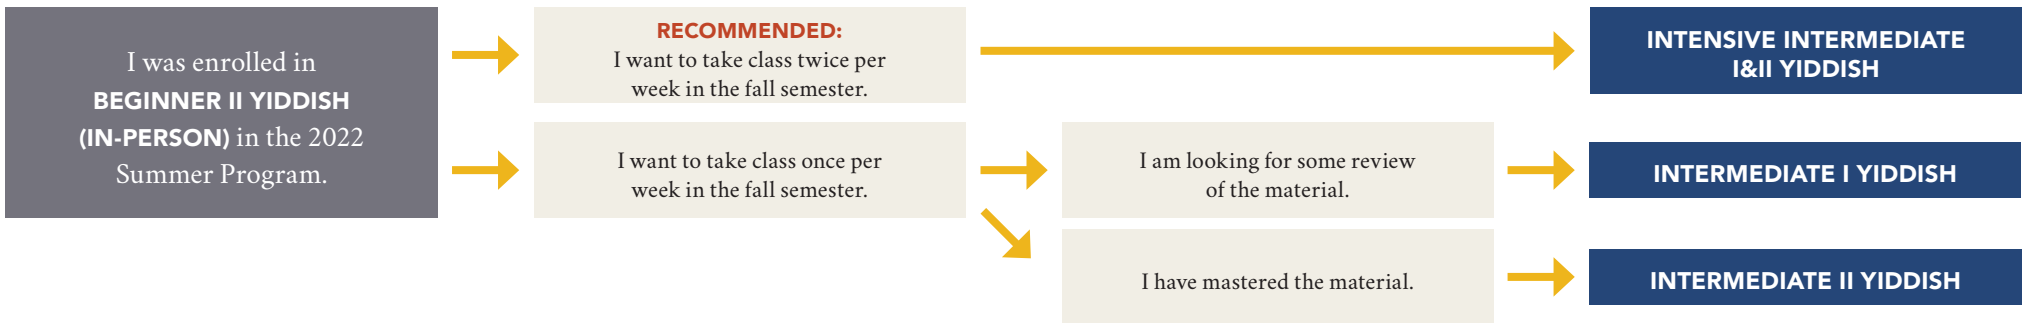 I was enrolled in
BEGINNER II YIDDISH
(IN-PERSON) in the 2022
Summer Program.
RECOMMENDED:
I want to take class twice per
week in the fall semester.
INTENSIVE INTERMEDIATE
I&II YIDDISH
I want to take class once per
week in the fall semester.
I am looking for some review
of the material.
INTERMEDIATE I YIDDISH
I have mastered the material.
INTERMEDIATE II YIDDISH